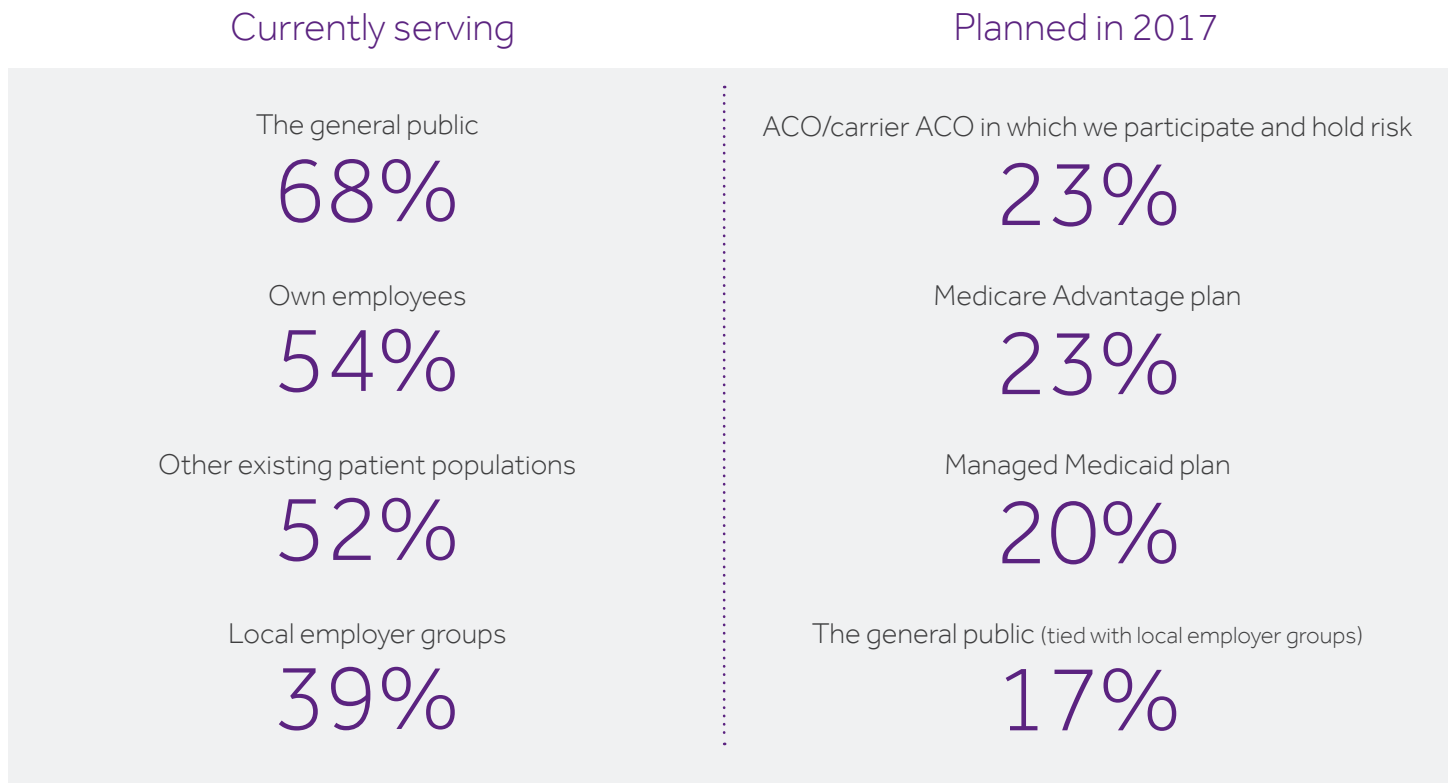 Currently serving
The general public
68%
Own employees
54%
Other existing patient populations
52%
Local employer groups
39%
Planned in 2017
ACO/carrier ACO in which we participate and hold risk
23%
Medicare Advantage plan
23%
Managed Medicaid plan
20%
The general public (tied with local employer groups)
17%